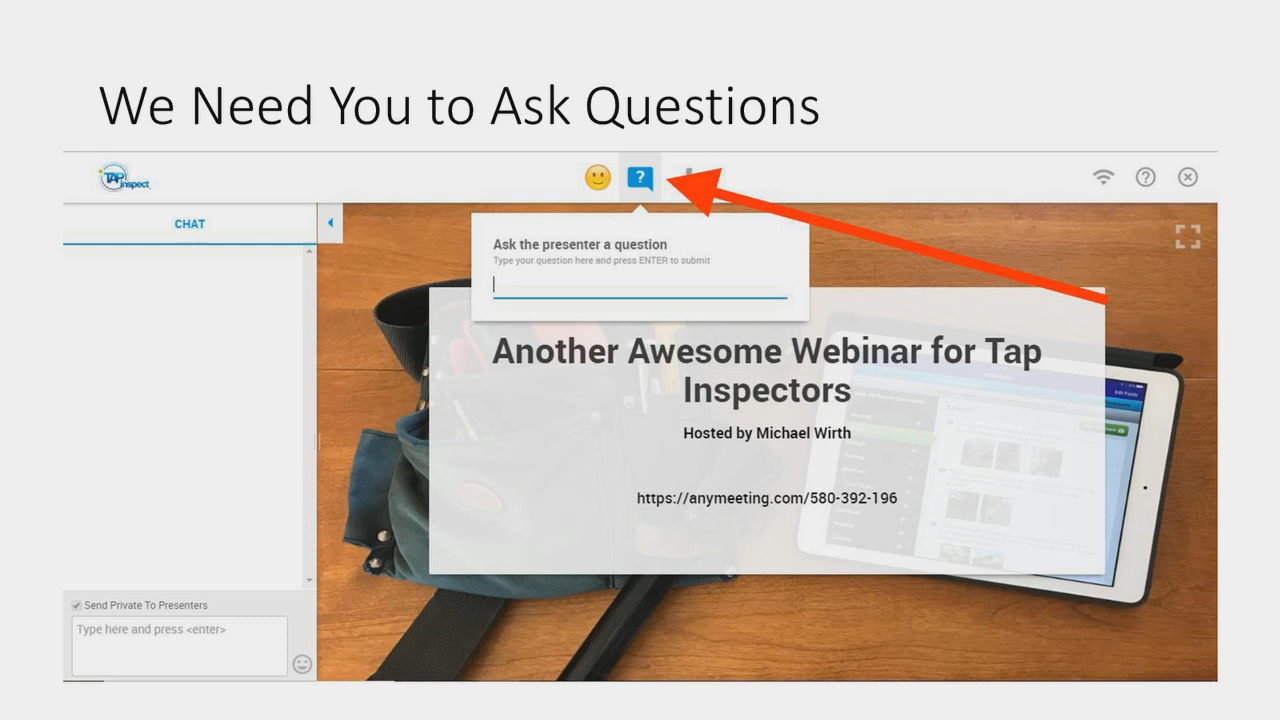 We Need You to Ask Questions
TAP
inspect
?
?
CHAT
Ask the presenter a question
Type your question here and press ENTER to submit
Another Awesome Webinar for Tap
Inspectors
Hosted by Michael Wirth
https://anymeeting.com/580-392-196
Edit Fields
Send Private To Presenters
Type here and press <enter>